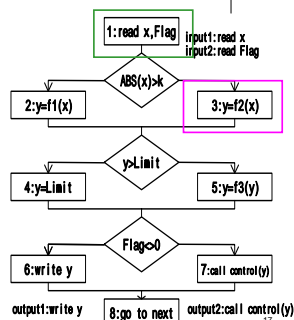 1:read x,Flag
input1:read x
input2:read Flag
ABS(x)>k
2:y=f1(x)
3:y=f2(x)
y>Limit
4:y=Limit
5:y=f3(y)
Flag<>0
6:write y
7:call control(y)
output1:write y
8:go to next
output2:call control(y)
17